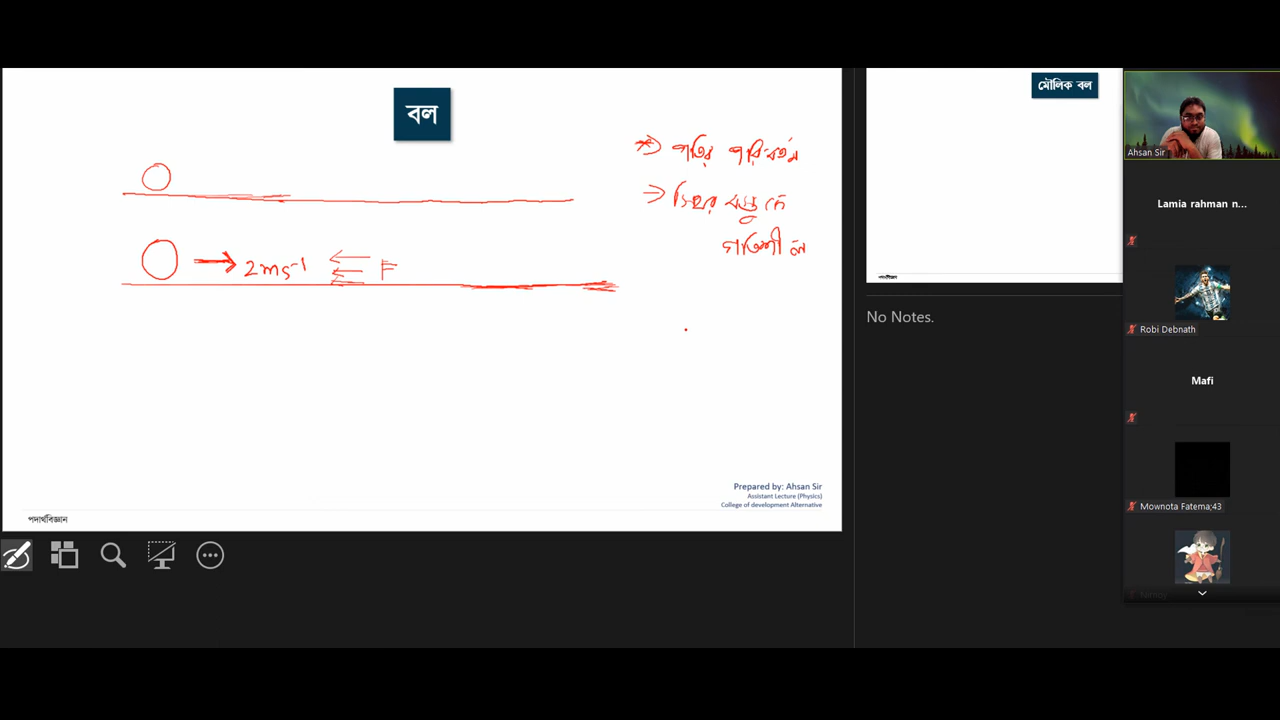 বল
মৌলিক বল
গতির পরিবর্তন
স্থির বস্তুকে
গতিশীল
2ms⁻¹
F
Prepared by: Ahsan Sir
Assistant Lecture (Physics)
College of development Alternative
পদার্থবিজ্ঞান
No Notes.
Ahsan Sir
Lamia rahman n...
Robi Debnath
Mafi
Mownota Fatema;43